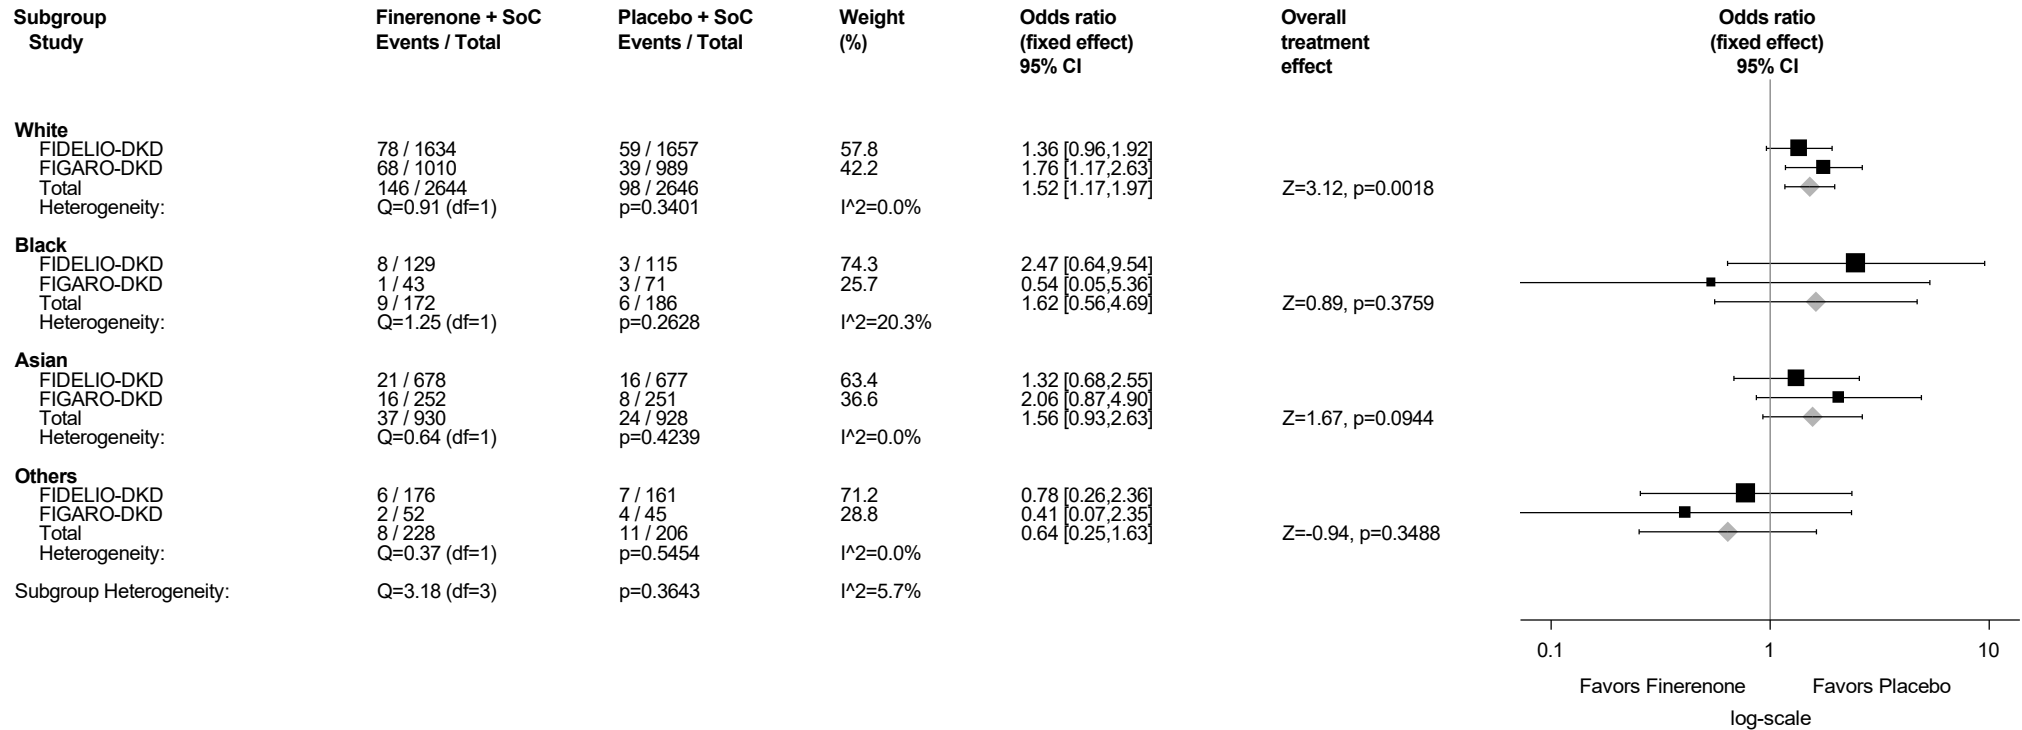 Subgroup Finerenone + SoC Placebo + SoC Weight Odds ratio Overall Odds ratio
Study Events / Total Events / Total (%) (fixed effect) treatment (fixed effect)
95% CI effect 95% CI
White
FIDELIO-DKD 78 / 1634 59 / 1657 57.8 1.36 [0.96,1.92]
FIGARO-DKD 68 / 1010 39 / 989 42.2 1.76 [1.17,2.63]
Total 146 / 2644 98 / 2646 1.52 [1.17,1.97] Z=3.12, p=0.0018
Heterogeneity: Q=0.91 (df=1) p=0.3401 I^2=0.0%
Black
FIDELIO-DKD 8 / 129 3 / 115 74.3 2.47 [0.64,9.54]
FIGARO-DKD 1 / 43 3 / 71 25.7 0.54 [0.05,5.36]
Total 9 / 172 6 / 186 1.62 [0.56,4.69] Z=0.89, p=0.3759
Heterogeneity: Q=1.25 (df=1) p=0.2628 I^2=20.3%
Asian
FIDELIO-DKD 21 / 678 16 / 677 63.4 1.32 [0.68,2.55]
FIGARO-DKD 16 / 252 8 / 251 36.6 2.06 [0.87,4.90]
Total 37 / 930 24 / 928 1.56 [0.93,2.63] Z=1.67, p=0.0944
Heterogeneity: Q=0.64 (df=1) p=0.4239 I^2=0.0%
Others
FIDELIO-DKD 6 / 176 7 / 161 71.2 0.78 [0.26,2.36]
FIGARO-DKD 2 / 52 4 / 45 28.8 0.41 [0.07,2.35]
Total 8 / 228 11 / 206 0.64 [0.25,1.63] Z=-0.94, p=0.3488
Heterogeneity: Q=0.37 (df=1) p=0.5454 I^2=0.0%
Subgroup Heterogeneity: Q=3.18 (df=3) p=0.3643 I^2=5.7%
0.1 1 10
Favors Finerenone Favors Placebo
log-scale